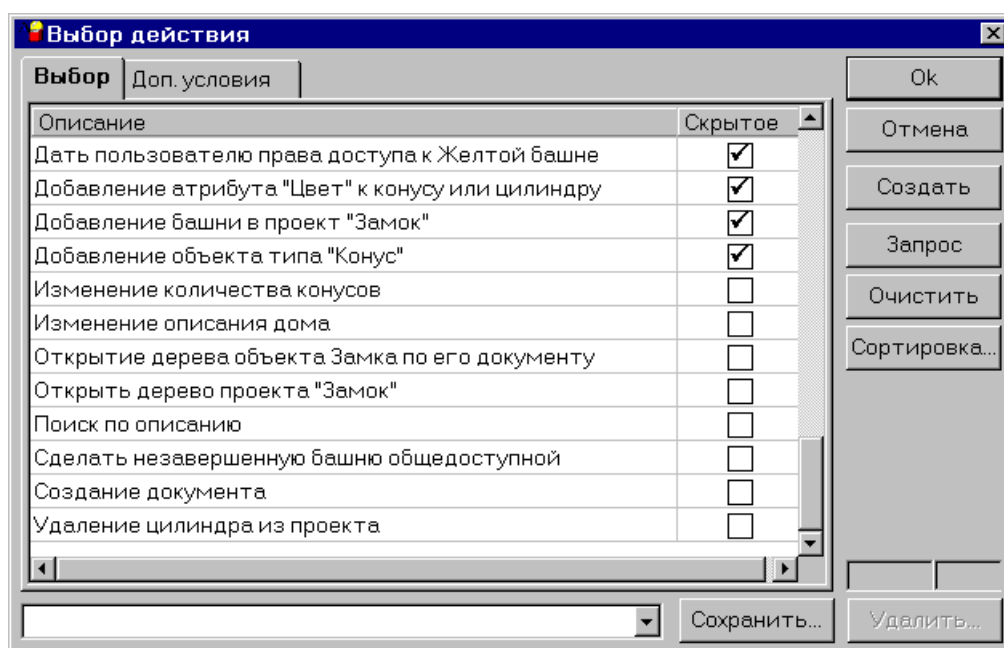 Выбор действия
Выбор
Доп. условия
Описание
Скрытое
Дать пользователю права доступа к Желтой башне
Добавление атрибута "Цвет" к конусу или цилиндру
Добавление башни в проект "Замок"
Добавление объекта типа "Конус"
Изменение количества конусов
Изменение описания дома
Открытие дерева объекта Замка по его документу
Открыть дерево проекта "Замок"
Поиск по описанию
Сделать незавершенную башню общедоступной
Создание документа
Удаление цилиндра из проекта
Ok
Отмена
Создать
Запрос
Очистить
Сортировка...
Сохранить...
Удалить...